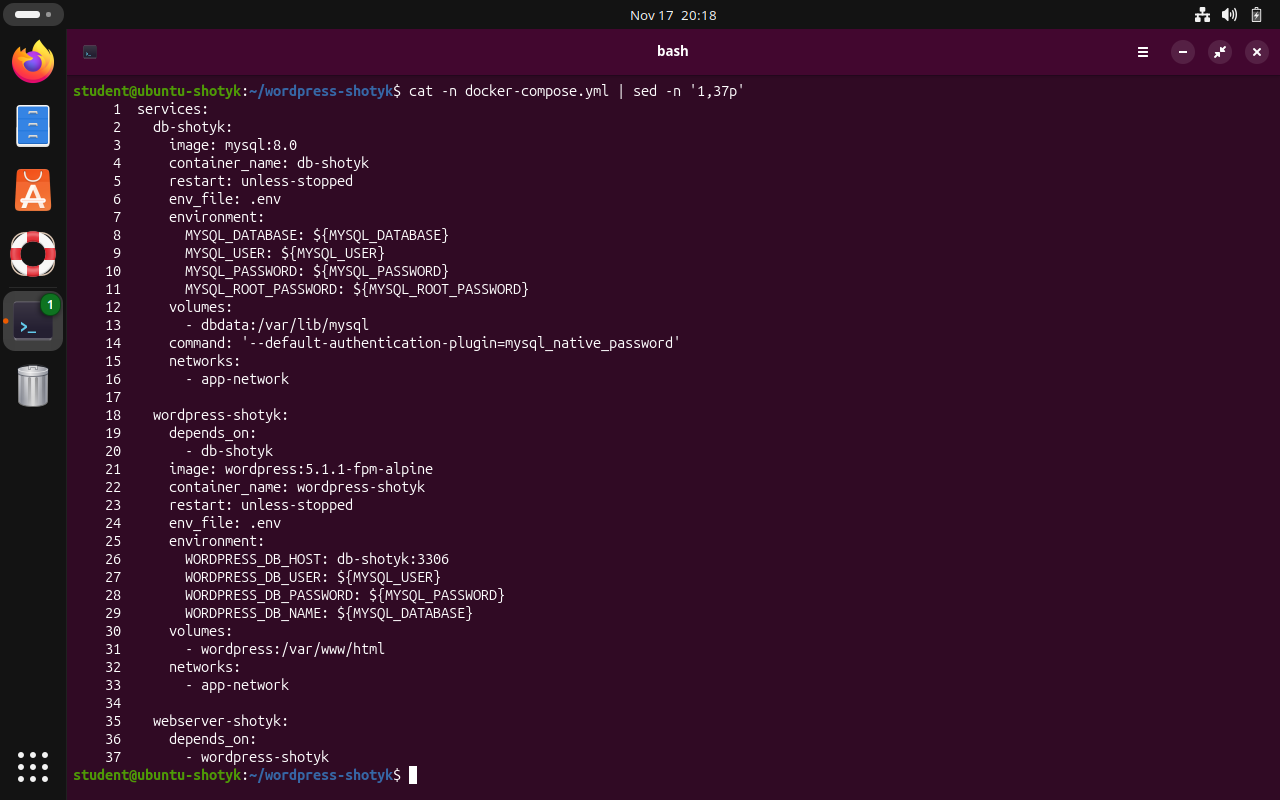 Nov 17  20:18
bash
student@ubuntu-shotyk:~/wordpress-shotyk$ cat -n docker-compose.yml | sed -n '1,37p'
     1  services:
     2    db-shotyk:
     3      image: mysql:8.0
     4      container_name: db-shotyk
     5      restart: unless-stopped
     6      env_file: .env
     7      environment:
     8        MYSQL_DATABASE: ${MYSQL_DATABASE}
     9        MYSQL_USER: ${MYSQL_USER}
    10        MYSQL_PASSWORD: ${MYSQL_PASSWORD}
    11        MYSQL_ROOT_PASSWORD: ${MYSQL_ROOT_PASSWORD}
    12      volumes:
    13        - dbdata:/var/lib/mysql
    14      command: '--default-authentication-plugin=mysql_native_password'
    15      networks:
    16        - app-network
    17
    18    wordpress-shotyk:
    19      depends_on:
    20        - db-shotyk
    21      image: wordpress:5.1.1-fpm-alpine
    22      container_name: wordpress-shotyk
    23      restart: unless-stopped
    24      env_file: .env
    25      environment:
    26        WORDPRESS_DB_HOST: db-shotyk:3306
    27        WORDPRESS_DB_USER: ${MYSQL_USER}
    28        WORDPRESS_DB_PASSWORD: ${MYSQL_PASSWORD}
    29        WORDPRESS_DB_NAME: ${MYSQL_DATABASE}
    30      volumes:
    31        - wordpress:/var/www/html
    32      networks:
    33        - app-network
    34
    35    webserver-shotyk:
    36      depends_on:
    37        - wordpress-shotyk
student@ubuntu-shotyk:~/wordpress-shotyk$
1